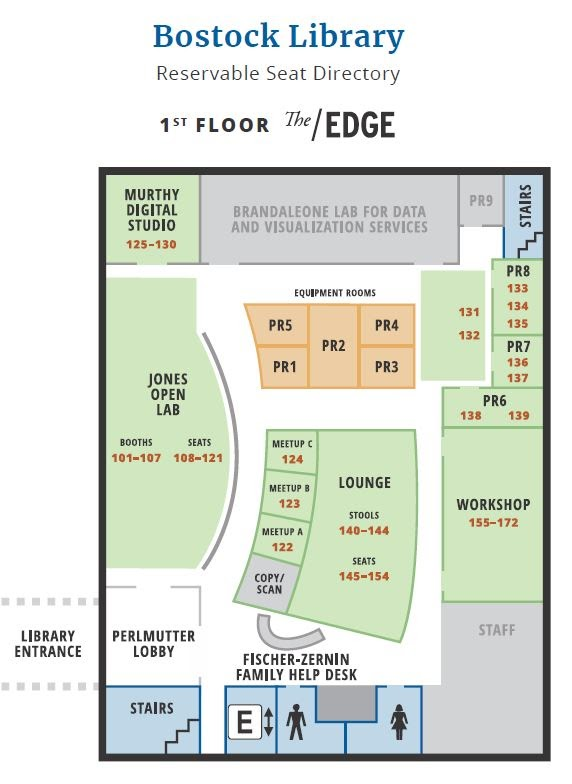 Bostock Library
Reservable Seat Directory
1ST FLOOR The/EDGE
MURTHY
DIGITAL
STUDIO
125–130
BRANDALEONE LAB FOR DATA
AND VISUALIZATION SERVICES
PR9
STAIRS
PR8
133
134
135
EQUIPMENT ROOMS
PR5
PR4
PR2
PR1
PR3
131
132
PR7
136
137
PR6
138 139
JONES
OPEN
LAB
BOOTHS SEATS
101–107 108–121
MEETUP C
124
MEETUP B
123
MEETUP A
122
COPY/
SCAN
LOUNGE
STOOLS
140–144
SEATS
145–154
WORKSHOP
155–172
LIBRARY
ENTRANCE
PERLMUTTER
LOBBY
STAFF
FISCHER-ZERNIN
FAMILY HELP DESK
STAIRS
E